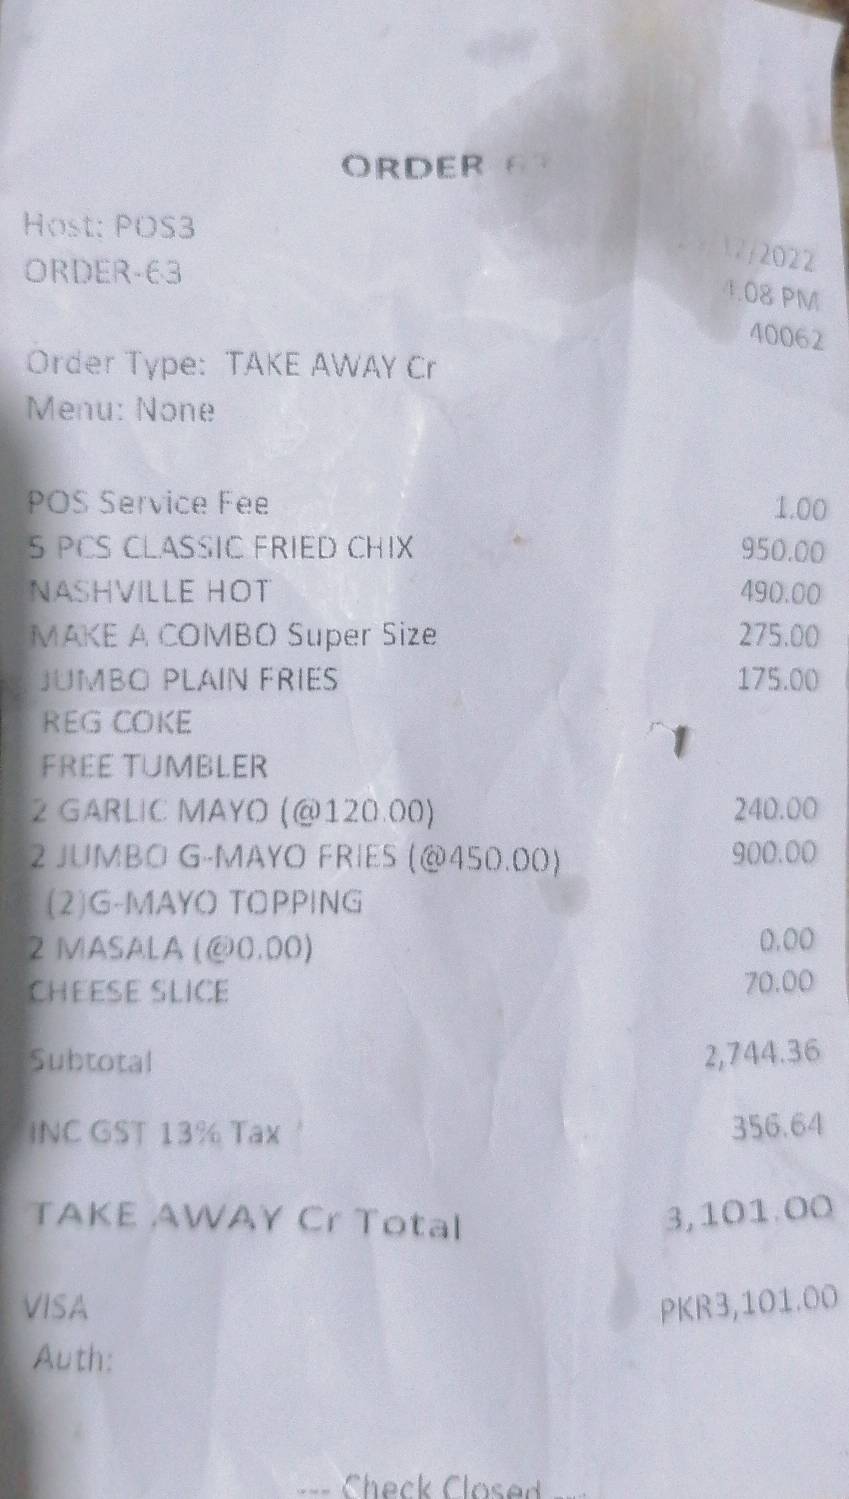 ORDER
Host: POS3
ORDER-63
12/2022
4:08 PM
40062
Order Type: TAKE AWAY Cr
Menu: None
POS Service Fee 1.00
5 PCS CLASSIC FRIED CHIX 950.00
NASHVILLE HOT 490.00
MAKE A COMBO Super Size 275.00
JUMBO PLAIN FRIES 175.00
REG COKE
FREE TUMBLER
2 GARLIC MAYO (@120.00) 240.00
2 JUMBO G-MAYO FRIES (@450.00) 900.00
(2)G-MAYO TOPPING
2 MASALA (@0.00) 0.00
CHEESE SLICE 70.00
Subtotal 2,744.36
INC GST 13% Tax 356.64
TAKE AWAY Cr Total 3,101.00
VISA PKR3,101.00
Auth:
--- Check Closed ---